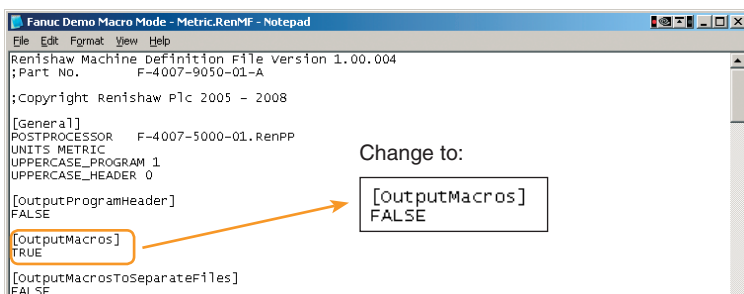 Fanuc Demo Macro Mode - Metric.RenMF - Notepad
File Edit Format View Help
Renishaw Machine Definition File Version 1.00.004
;Part No. F-4007-9050-01-A
;Copyright Renishaw Plc 2005 - 2008
[General]
POSTPROCESSOR F-4007-5000-01.RenPP
UNITS METRIC
UPPERCASE_PROGRAM 1
UPPERCASE_HEADER 0
[OutputProgramHeader]
FALSE
[OutputMacros]
TRUE
[OutputMacrosToSeparateFiles]
FALSE
Change to:
[OutputMacros]
FALSE